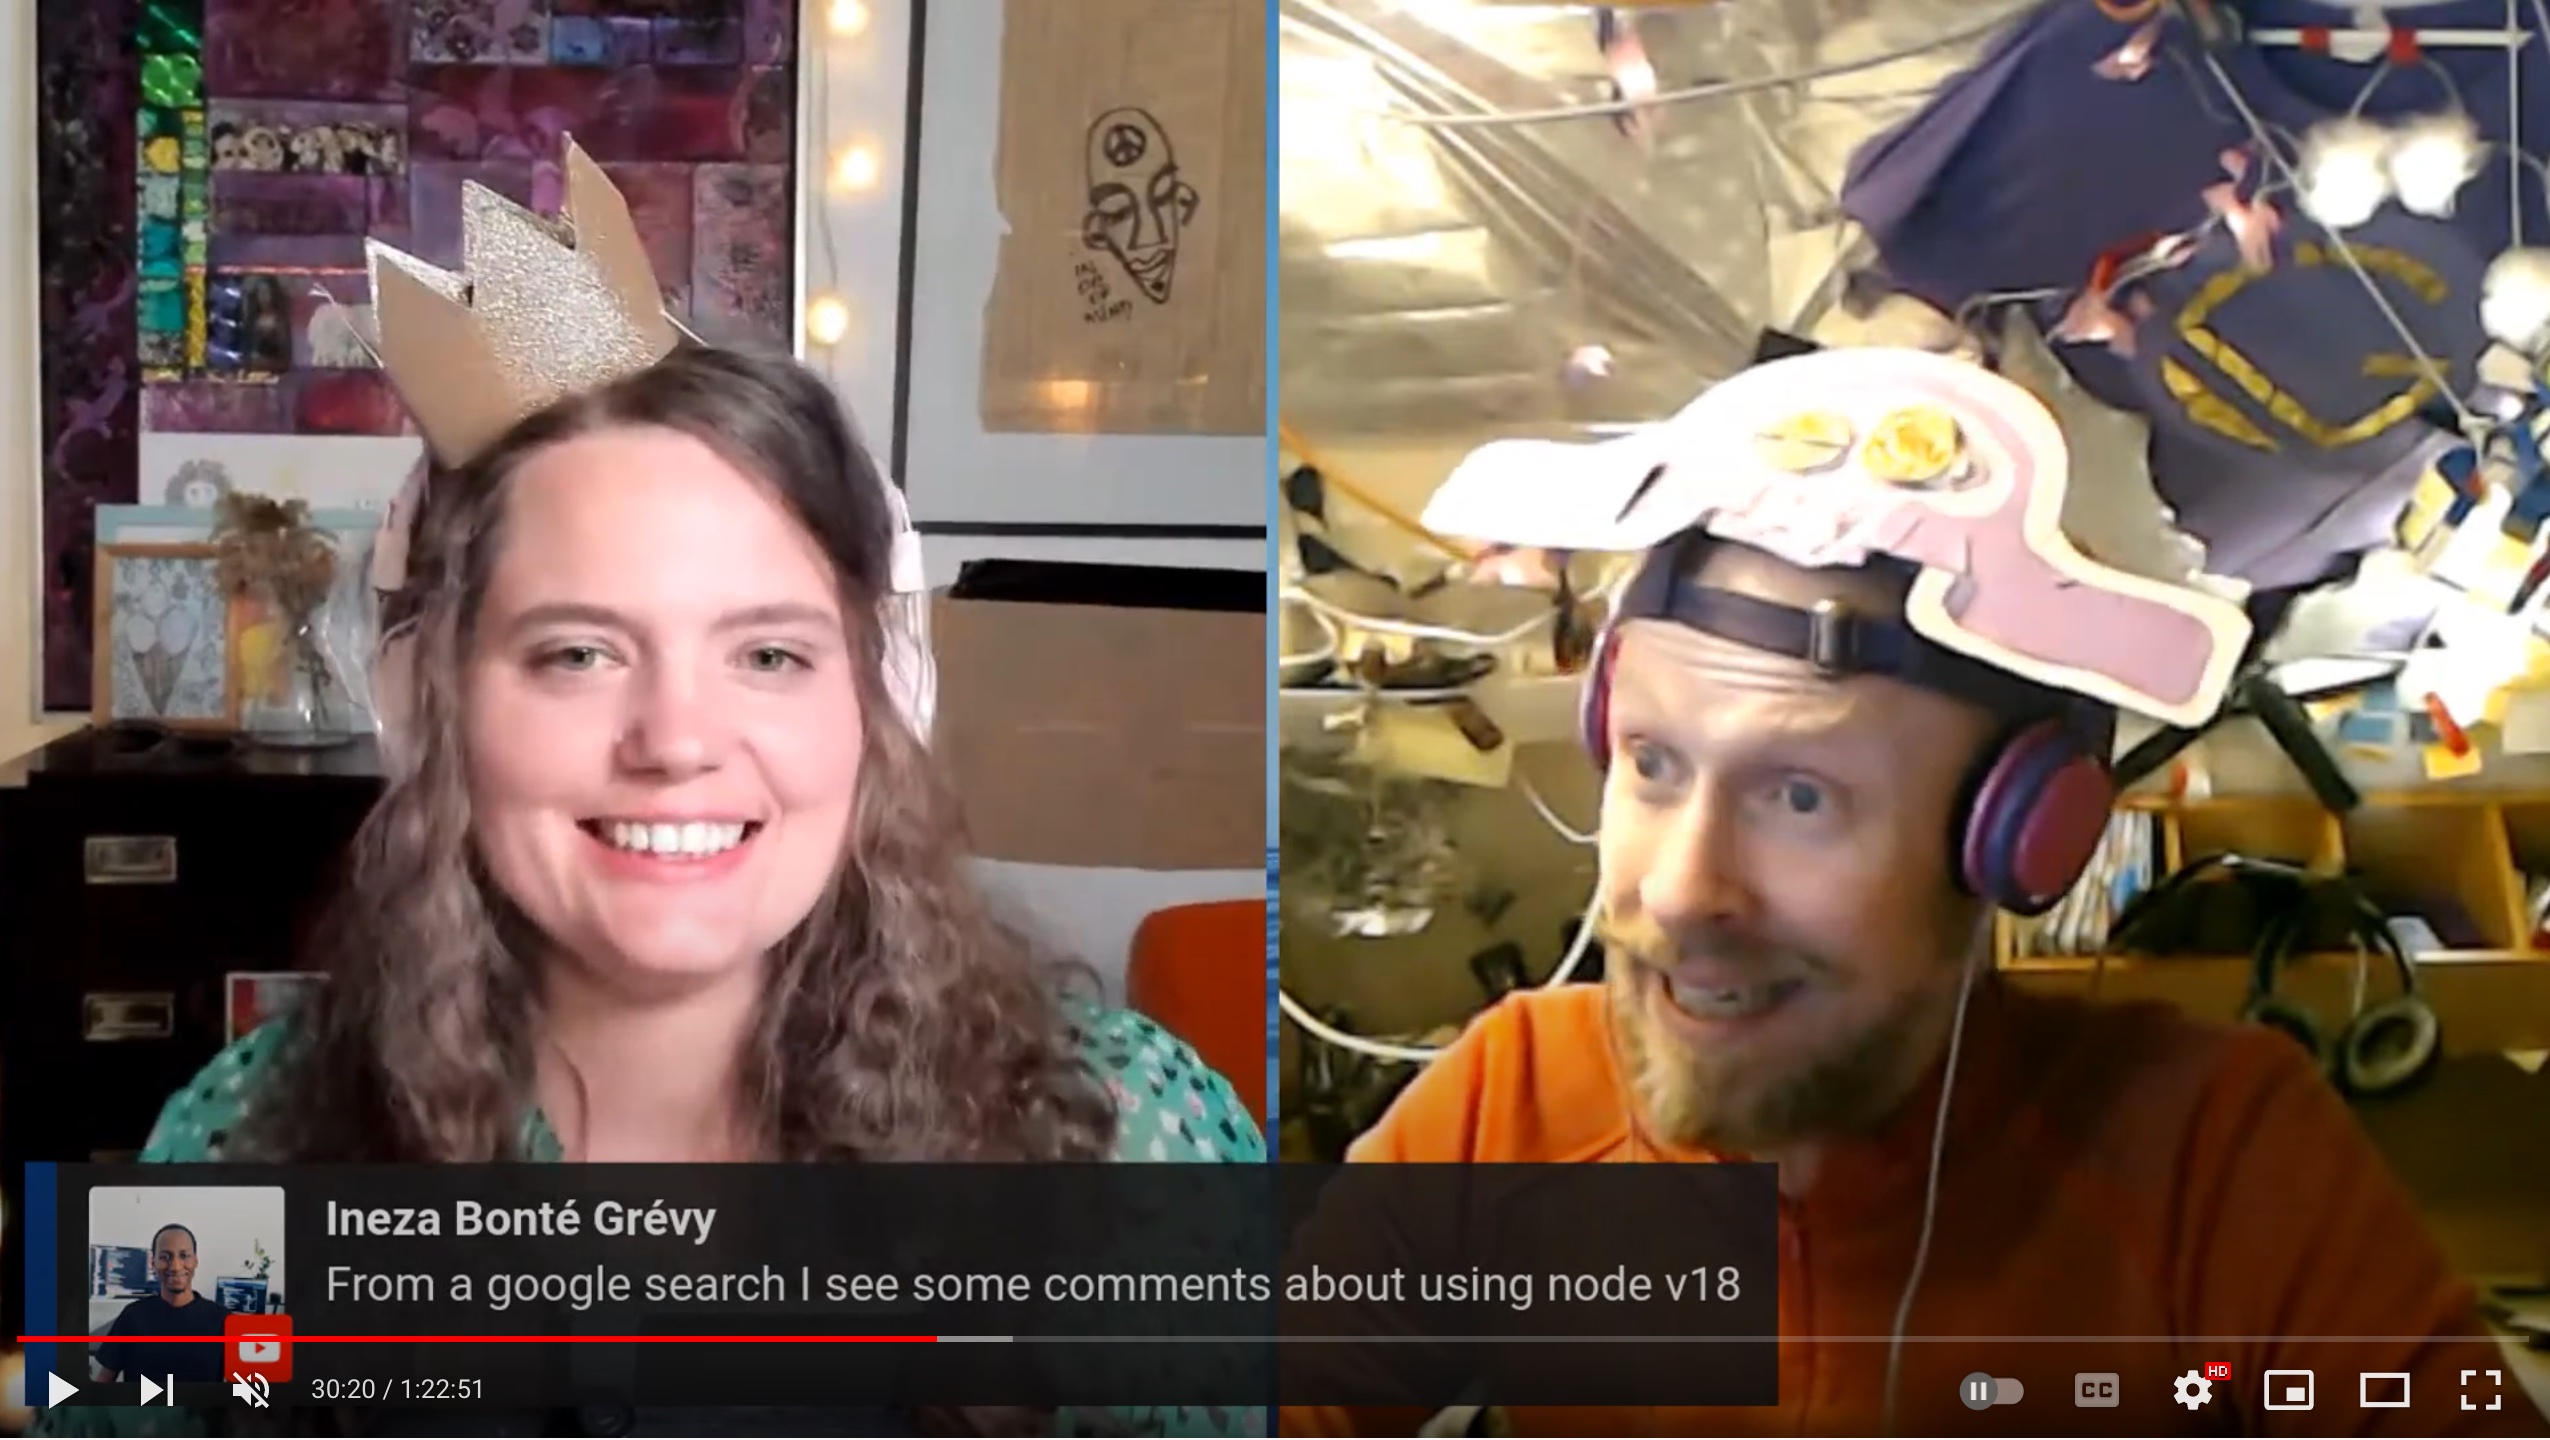 Ineza Bonté Grévy
From a google search I see some comments about using node v18
30:20 / 1:22:51
CC
HD